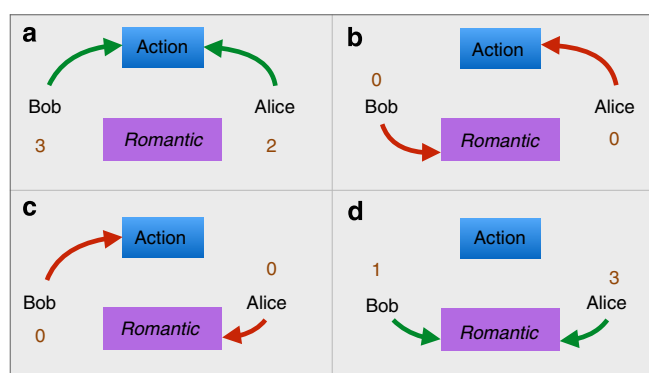 a
Action
Bob
Alice
3
Romantic
2
b
Action
0
Bob
Alice
Romantic
0
c
Action
0
Bob
Alice
0
Romantic
d
Action
1
3
Bob
Alice
Romantic